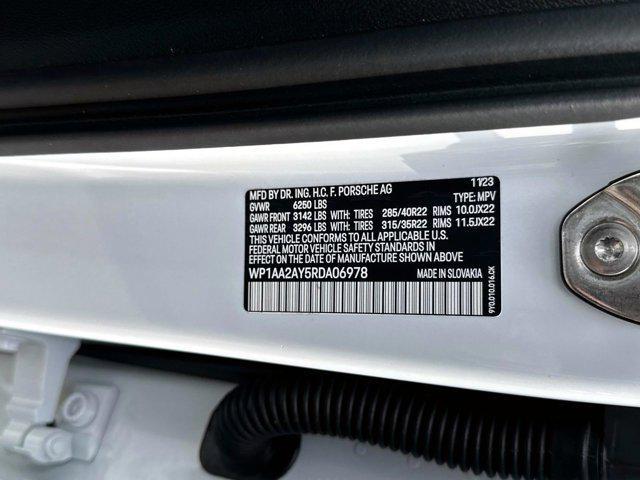 MFD BY DR. ING. H.C. F. PORSCHE AG 11/23
GVWR 6250 LBS TYPE: MPV
GAWR FRONT 3142 LBS WITH: TIRES 285/40R22 RIMS 10.0JX22
GAWR REAR 3296 LBS WITH: TIRES 315/35R22 RIMS 11.5JX22
THIS VEHICLE CONFORMS TO ALL APPLICABLE U.S.
FEDERAL MOTOR VEHICLE SAFETY STANDARDS IN
EFFECT ON THE DATE OF MANUFACTURE SHOWN ABOVE
WP1AA2AY5RDA06978 MADE IN SLOVAKIA
9Y0.010.016.CK